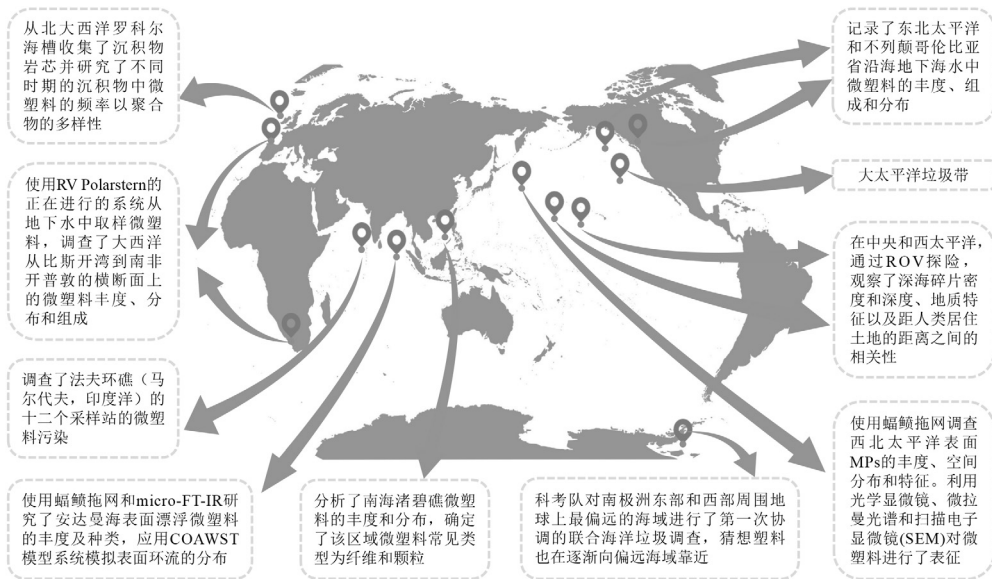 从北大西洋罗科尔
海槽收集了沉积物
岩芯并研究了不同
时期的沉积物中微
塑料的频率以聚合
物的多样性
使用RV Polarstern的
正在进行的系统从
地下水中取样微塑
料，调查了大西洋
从比斯开湾到南非
开普敦的横断面上
的微塑料丰度、分
布和组成
调查了法夫环礁（马
尔代夫，印度洋）的
十二个采样站的微塑
料污染
使用蝠鲼拖网和micro-FT-IR研
究了安达曼海表面漂浮微塑料
的丰度及种类，应用COAWST
模型系统模拟表面环流的分布
分析了南海渚碧礁微塑
料的丰度和分布，确定
了该区域微塑料常见类
型为纤维和颗粒
科考队对南极洲东部和西部周围地
球上最偏远的海域进行了第一次协
调的联合海洋垃圾调查，猜想塑料
也在逐渐向偏远海域靠近
记录了东北太平洋
和不列颠哥伦比亚
省沿海地下海水中
微塑料的丰度、组
成和分布
大太平洋垃圾带
在中央和西太平洋，
通过ROV探险，
观察了深海碎片密
度和深度、地质特
征以及距人类居住
土地的距离之间的
相关性
使用蝠鲼拖网调查
西北太平洋表面
MPs的丰度、空间
分布和特征。利用
光学显微镜、微拉
曼光谱和扫描电子
显微镜(SEM)对微
塑料进行了表征